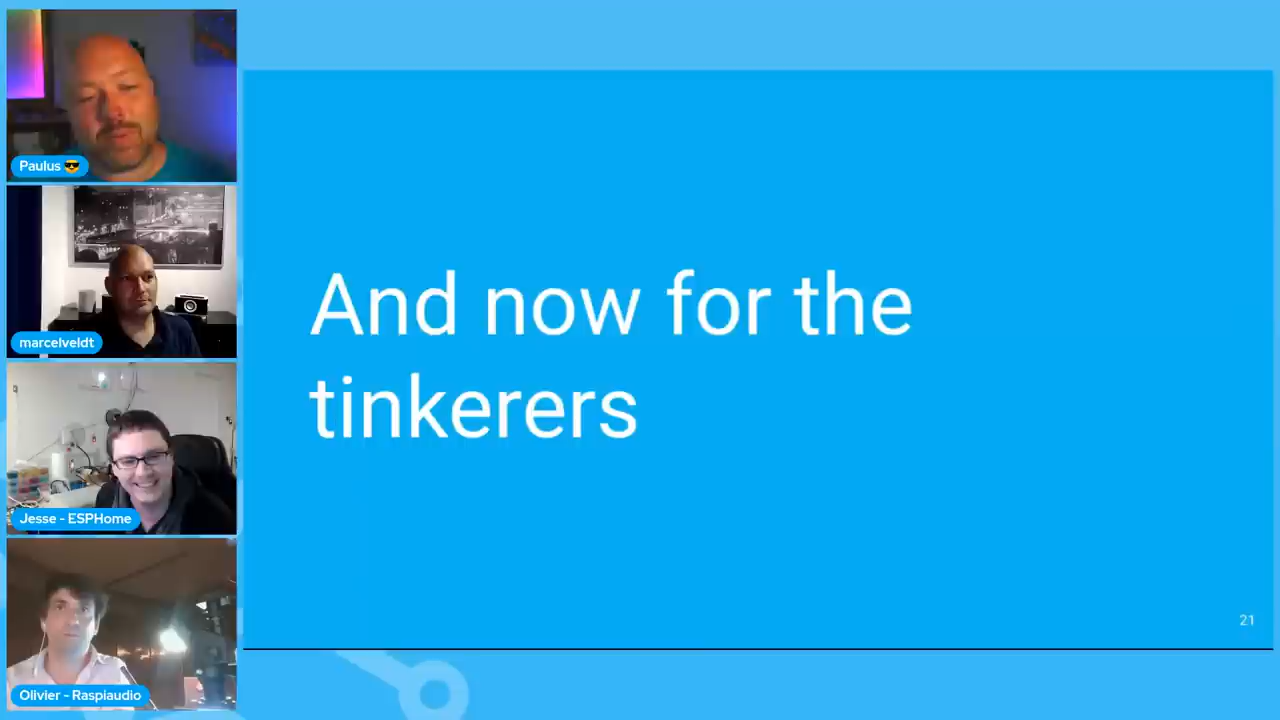 Paulus 😎
marcelveldt
Jesse - ESPHome
Olivier - Raspiaudio
And now for the
tinkerers
21